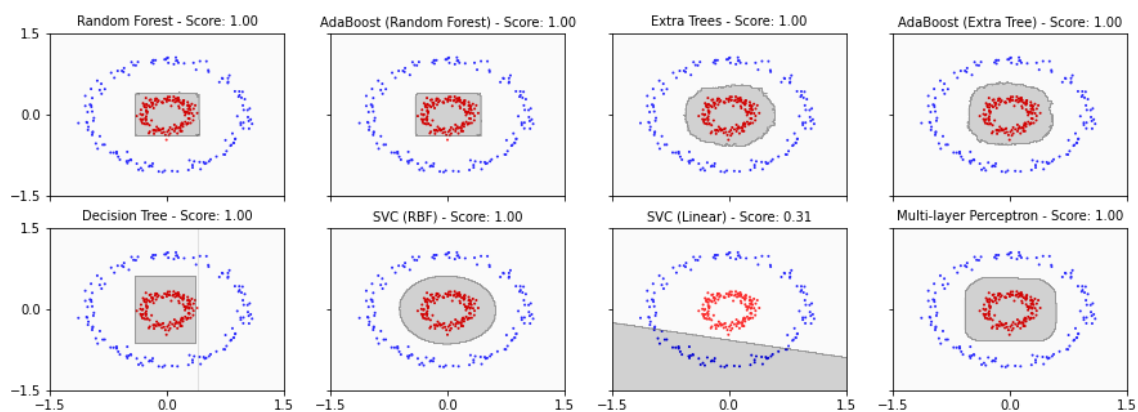 Random Forest - Score: 1.00
AdaBoost (Random Forest) - Score: 1.00
Extra Trees - Score: 1.00
AdaBoost (Extra Tree) - Score: 1.00
1.5
0.0
−1.5
Decision Tree - Score: 1.00
SVC (RBF) - Score: 1.00
SVC (Linear) - Score: 0.31
Multi-layer Perceptron - Score: 1.00
1.5
0.0
−1.5
−1.5 0.0 1.5
−1.5 0.0 1.5
−1.5 0.0 1.5
−1.5 0.0 1.5